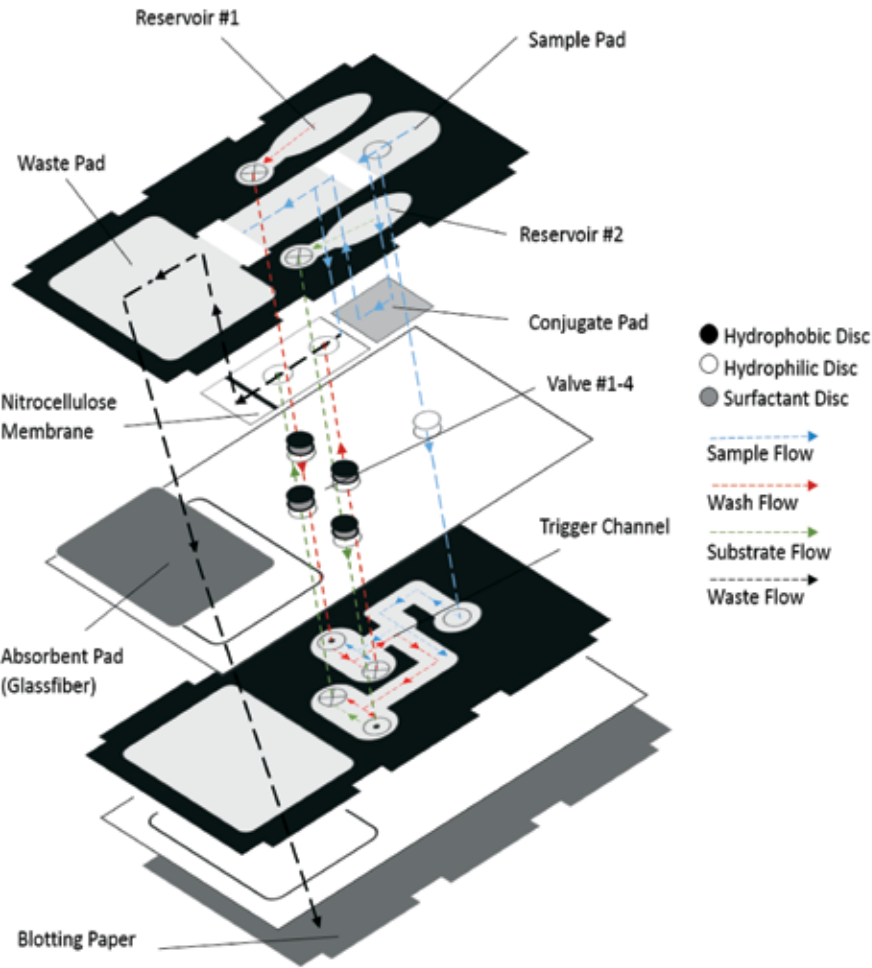 Reservoir #1
Sample Pad
Waste Pad
Reservoir #2
Conjugate Pad
Hydrophobic Disc
Hydrophilic Disc
Surfactant Disc
Valve #1-4
Nitrocellulose
Membrane
Sample Flow
Wash Flow
Trigger Channel
Substrate Flow
Waste Flow
Absorbent Pad
(Glassfiber)
Blotting Paper